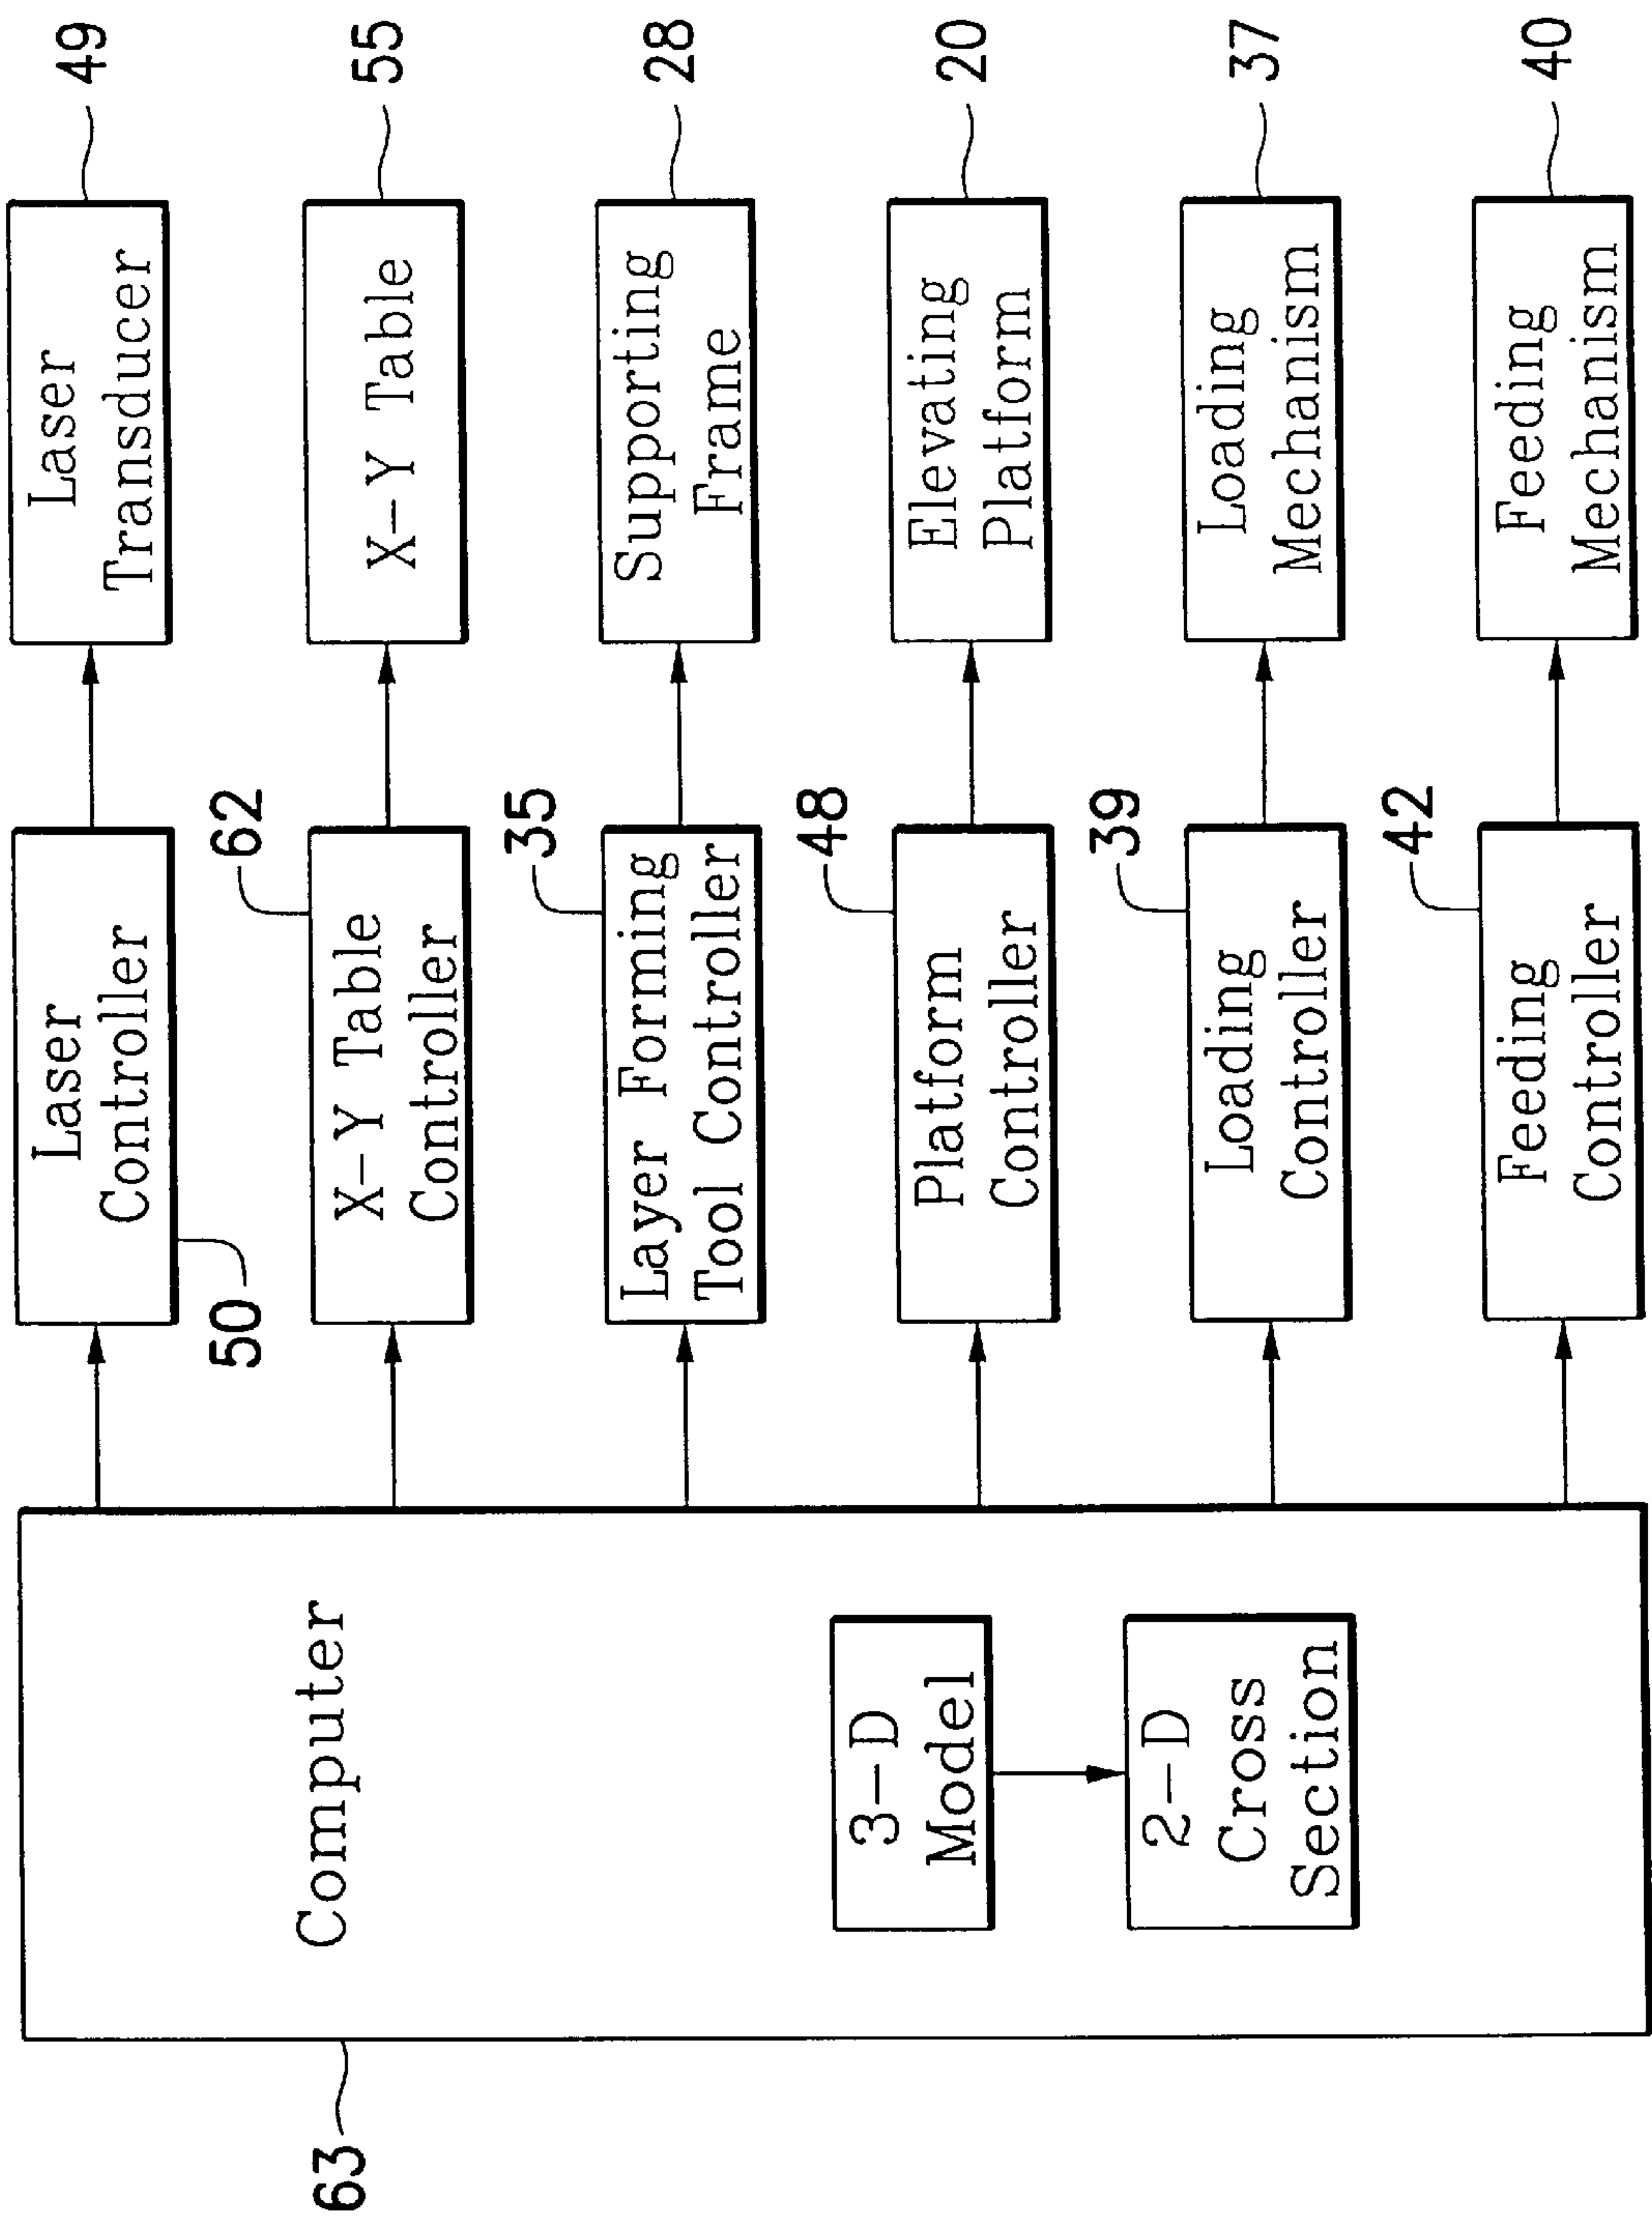 63
Computer
3-D
Model
2-D
Cross
Section
Laser
Controller
50
Laser
Transducer
49
X-Y Table
Controller
62
X-Y Table
55
Layer Forming
Tool Controller
35
Supporting
Frame
28
Platform
Controller
48
Elevating
Platform
20
Loading
Controller
39
Loading
Mechanism
37
Feeding
Controller
42
Feeding
Mechanism
40